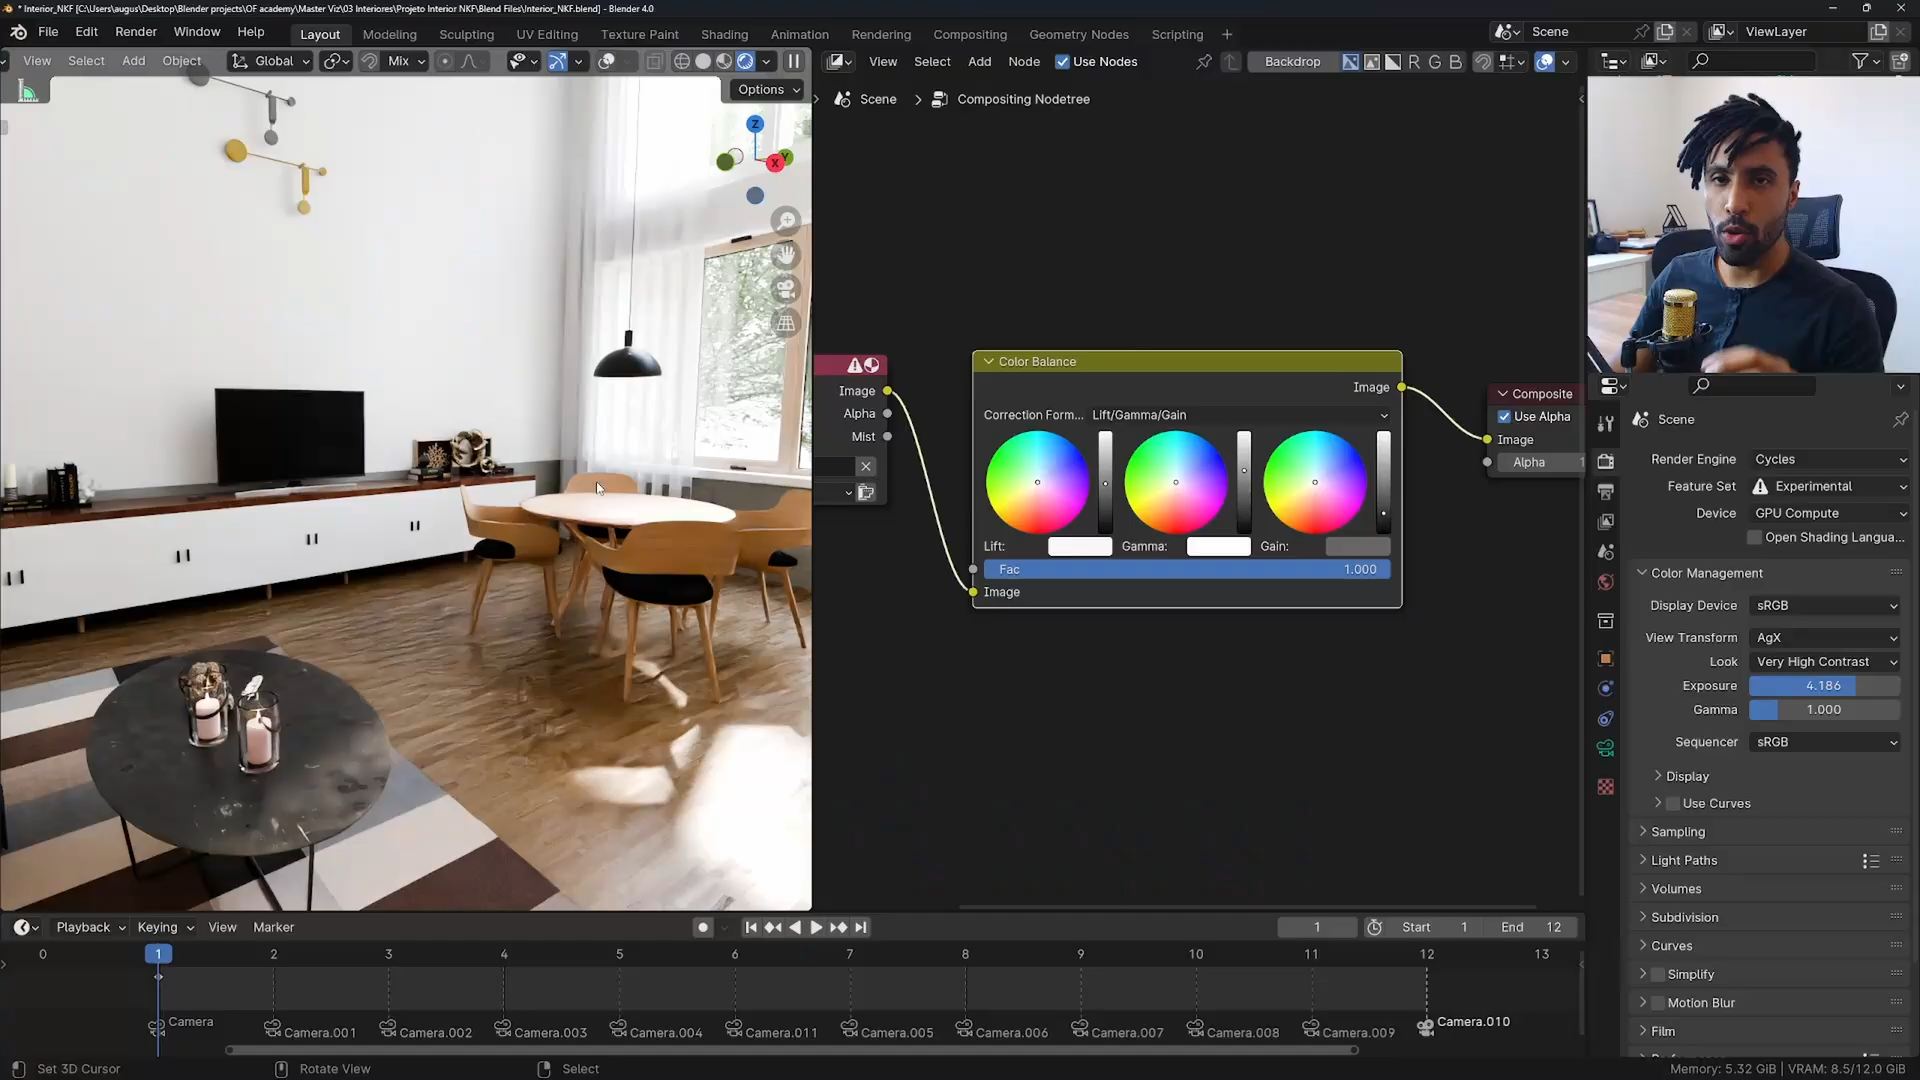 * Interior_NKF [C:\Users\augus\Desktop\Blender projects\OF academy\Master Viz\03 Interiores\Projeto Interior NKF\Blend Files\Interior_NKF.blend] - Blender 4.0
File Edit Render Window Help Layout Modeling Sculpting UV Editing Texture Paint Shading Animation Rendering Compositing Geometry Nodes Scripting + Scene ViewLayer
View Select Add Object Global Mix View Select Add Node Use Nodes Backdrop R G B
Options
Scene > Compositing Nodetree
Z
Y
X
Color Balance
Image
Image
Alpha
Mist
Correction Form... Lift/Gamma/Gain
Lift: Gamma: Gain:
Fac 1.000
Image
Composite
Use Alpha
Image
Alpha 1
Scene
Render Engine Cycles
Feature Set Experimental
Device GPU Compute
Open Shading Langua...
Color Management
Display Device sRGB
View Transform AgX
Look Very High Contrast
Exposure 4.186
Gamma 1.000
Sequencer sRGB
Display
Use Curves
Sampling
Light Paths
Volumes
Subdivision
Curves
Simplify
Motion Blur
Film
Playback Keying View Marker 1 Start 1 End 12
0 1 2 3 4 5 6 7 8 9 10 11 12 13
Camera Camera.001 Camera.002 Camera.003 Camera.004 Camera.011 Camera.005 Camera.006 Camera.007 Camera.008 Camera.009 Camera.010
Set 3D Cursor Rotate View Select Memory: 5.32 GiB | VRAM: 8.5/12.0 GiB